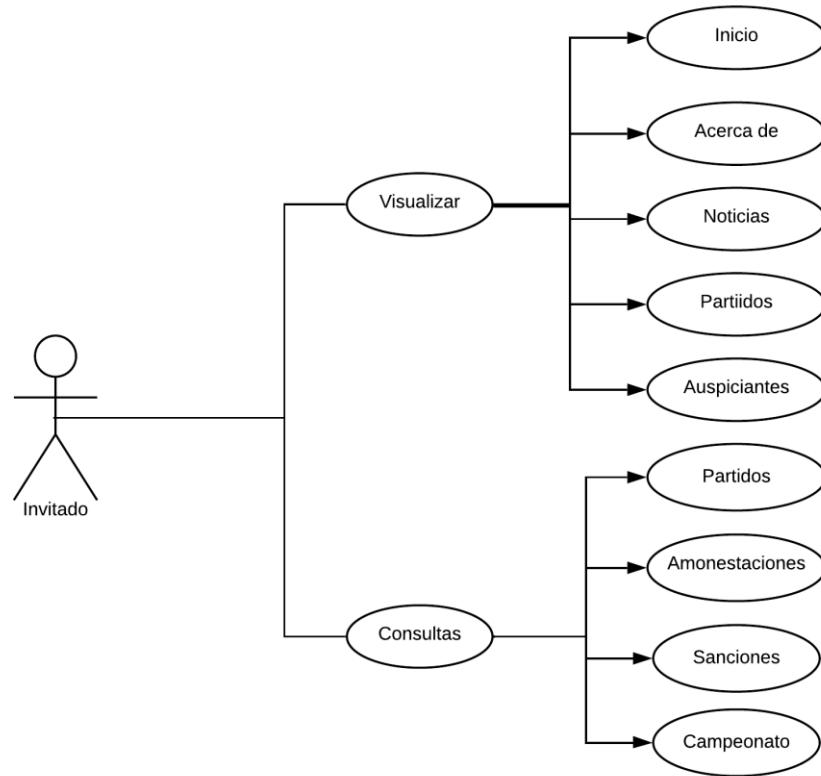 Inicio
Acerca de
Visualizar
Noticias
Partiidos
Auspiciantes
Invitado
Partidos
Amonestaciones
Consultas
Sanciones
Campeonato